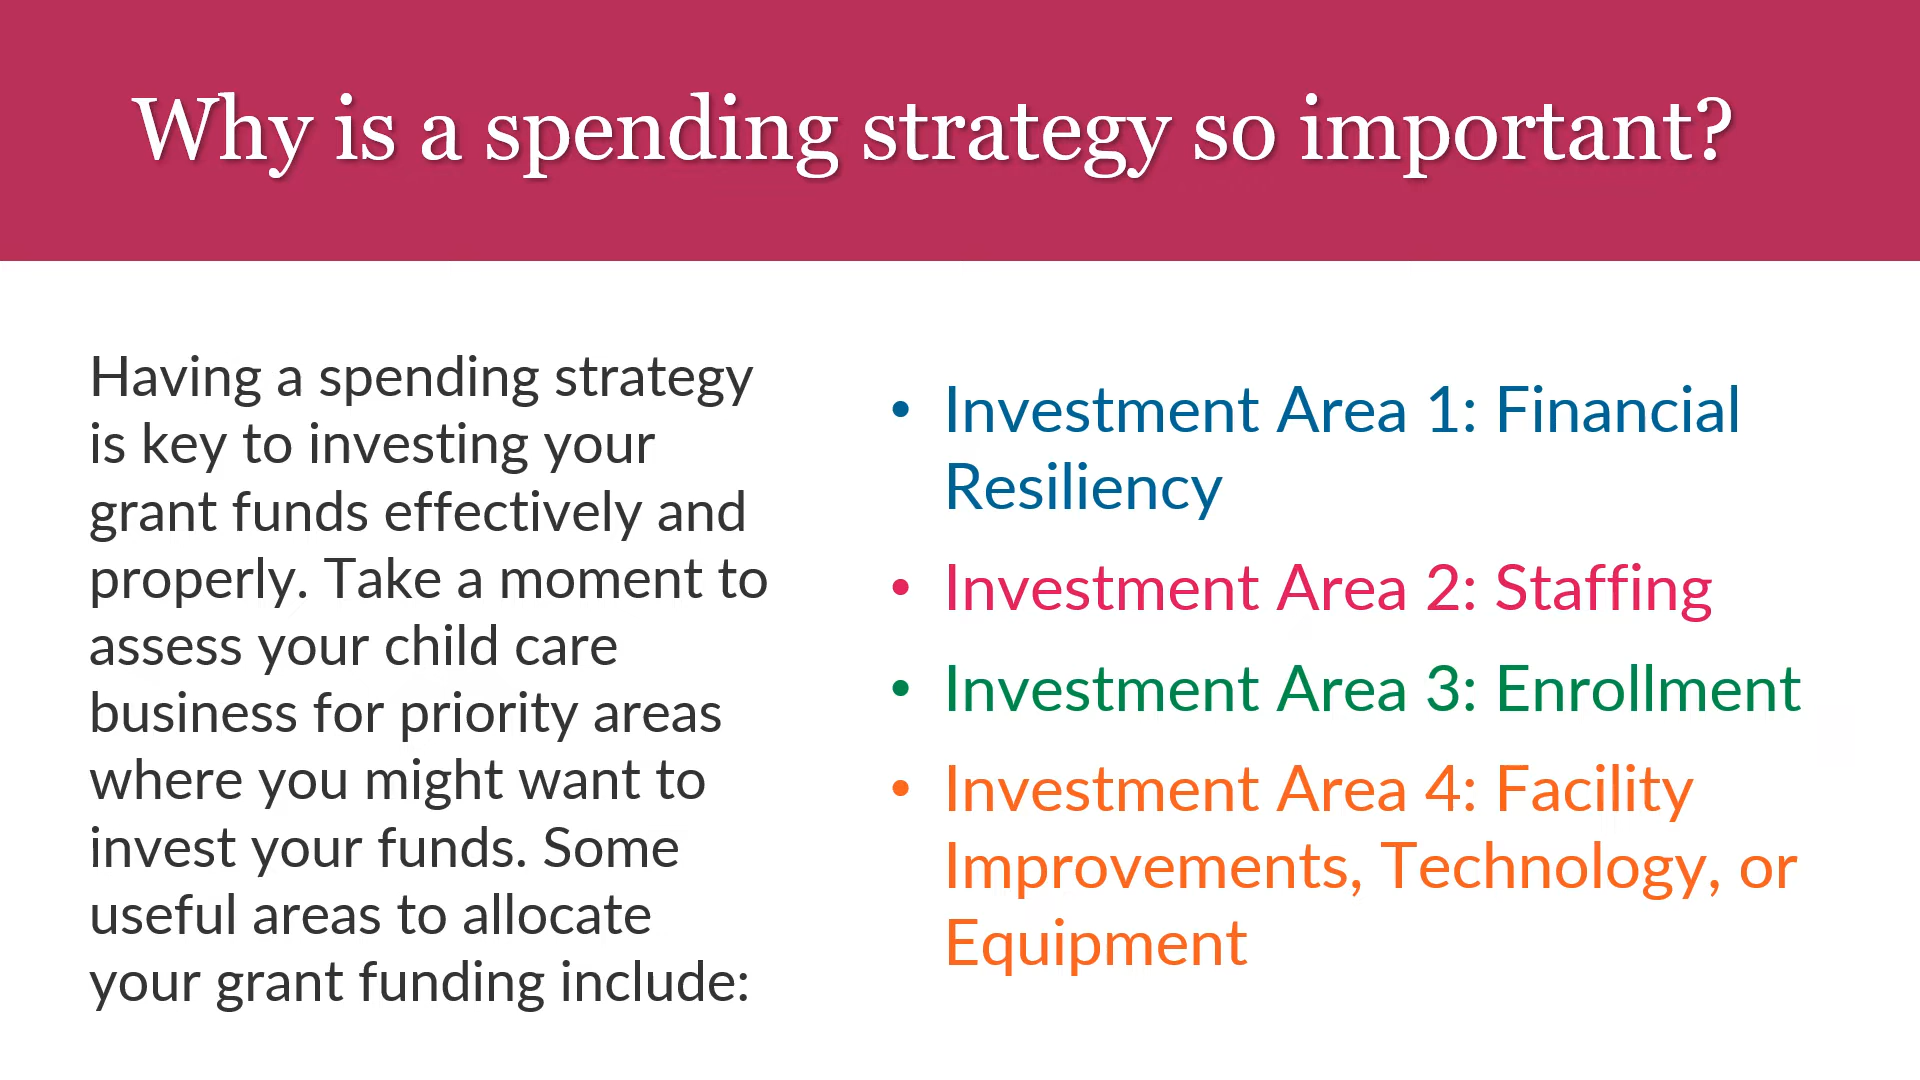 Why is a spending strategy so important?
Having a spending strategy
is key to investing your
grant funds effectively and
properly. Take a moment to
assess your child care
business for priority areas
where you might want to
invest your funds. Some
useful areas to allocate
your grant funding include:
• Investment Area 1: Financial
Resiliency
• Investment Area 2: Staffing
• Investment Area 3: Enrollment
• Investment Area 4: Facility
Improvements, Technology, or
Equipment